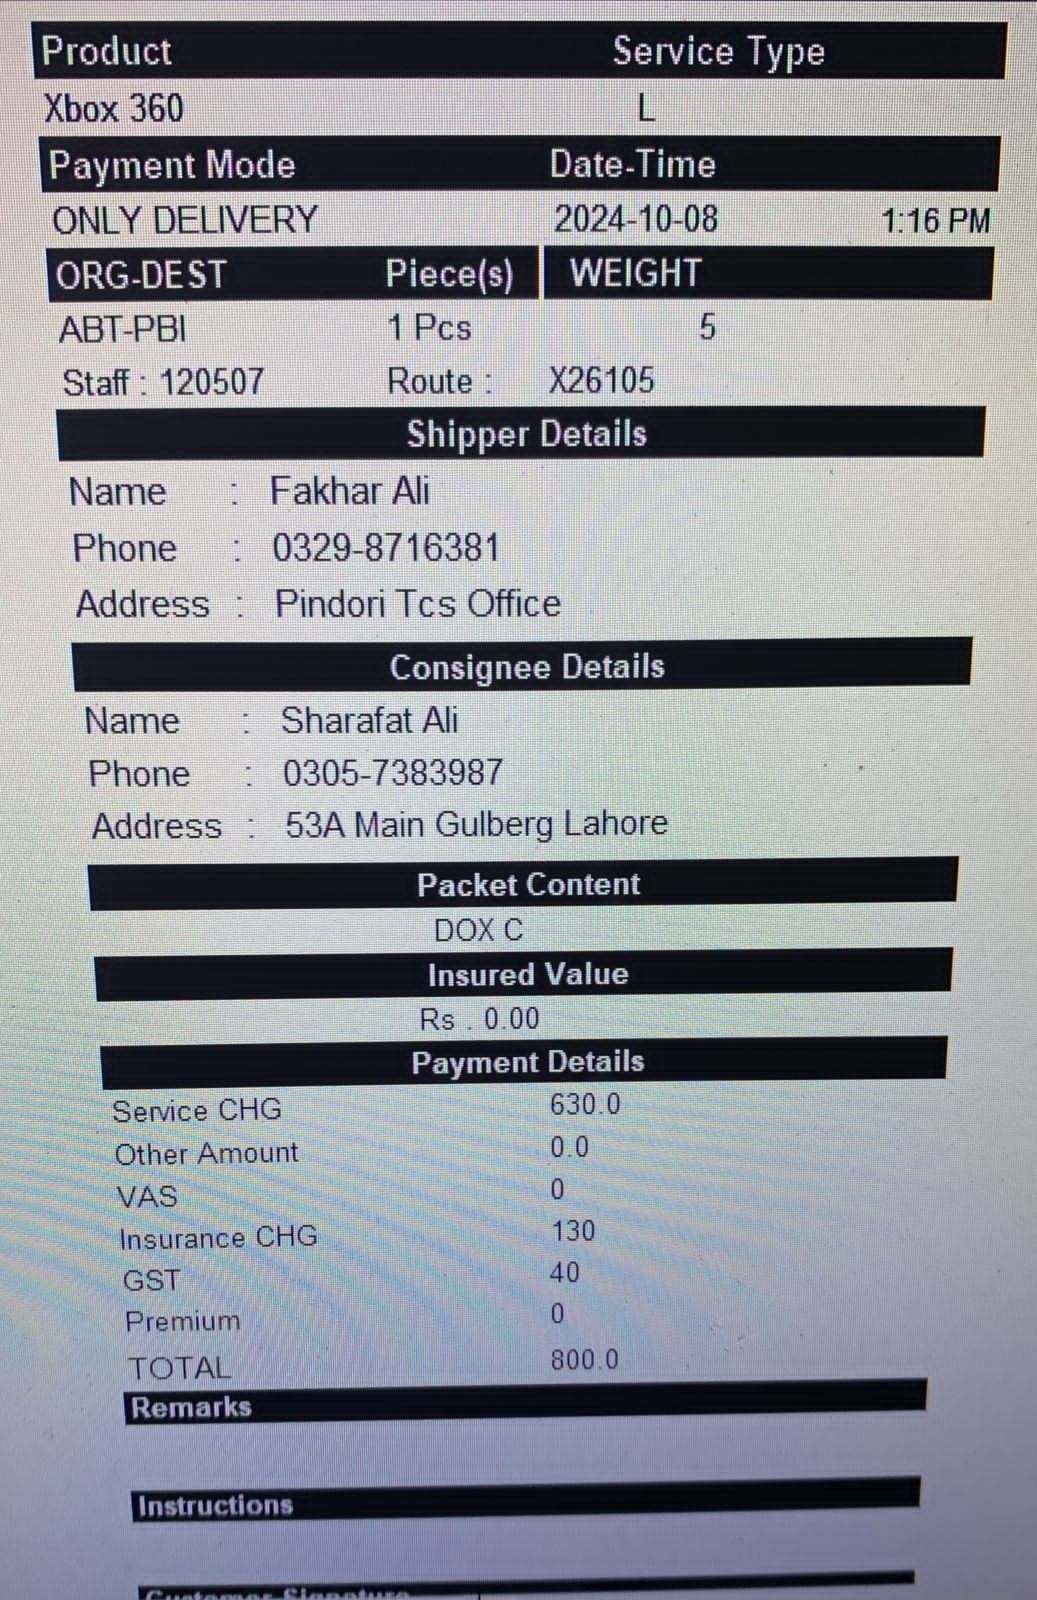 Product Service Type
Xbox 360 L
Payment Mode Date-Time
ONLY DELIVERY 2024-10-08 1:16 PM
ORG-DEST Piece(s) WEIGHT
ABT-PBI 1 Pcs 5
Staff : 120507 Route : X26105
Shipper Details
Name : Fakhar Ali
Phone : 0329-8716381
Address : Pindori Tcs Office
Consignee Details
Name : Sharafat Ali
Phone : 0305-7383987
Address : 53A Main Gulberg Lahore
Packet Content
DOX C
Insured Value
Rs . 0.00
Payment Details
Service CHG 630.0
Other Amount 0.0
VAS 0
Insurance CHG 130
GST 40
Premium 0
TOTAL 800.0
Remarks
Instructions
Customer Signature